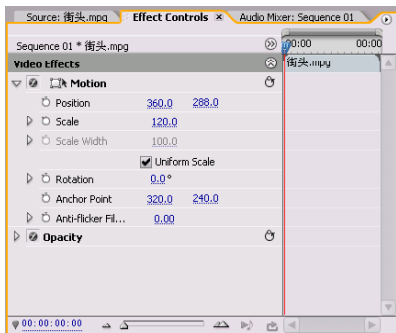 Source: 街头.mpg Effect Controls × Audio Mixer: Sequence 01
Sequence 01 * 街头.mpg 00:00 00:00
Video Effects 街头.mpg
Motion
Position 360.0 288.0
Scale 120.0
Scale Width 100.0
Uniform Scale
Rotation 0.0°
Anchor Point 320.0 240.0
Anti-flicker Fil... 0.00
Opacity
00:00:00:00